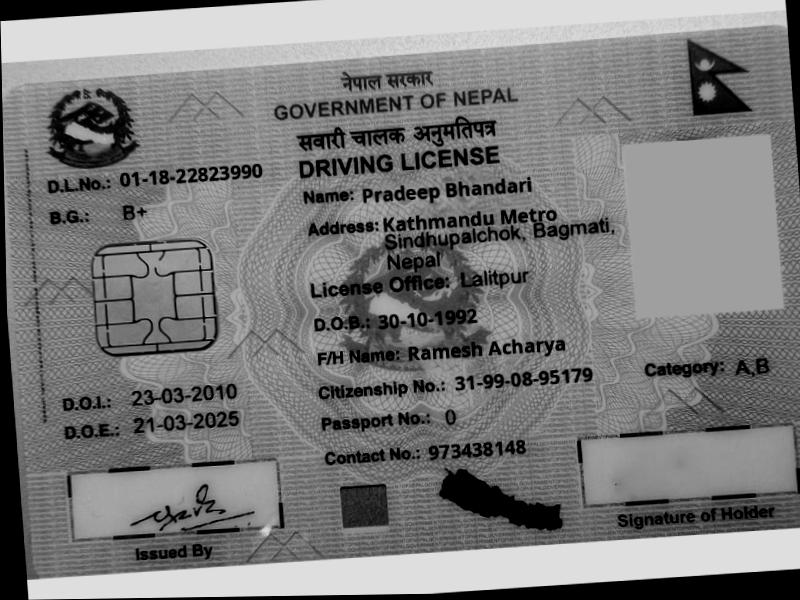 नेपाल सरकार
GOVERNMENT OF NEPAL
सवारी चालक अनुमतिपत्र
DRIVING LICENSE
D.L.No.: 01-18-22823990
B.G.: B+
Name: Pradeep Bhandari
Address: Kathmandu Metro
Sindhupalchok, Bagmati,
Nepal
License Office: Lalitpur
D.O.B.: 30-10-1992
F/H Name: Ramesh Acharya
Citizenship No.: 31-99-08-95179
Category: A,B
Passport No.: 0
Contact No.: 973438148
D.O.I.: 23-03-2010
D.O.E.: 21-03-2025
Issued By
Signature of Holder